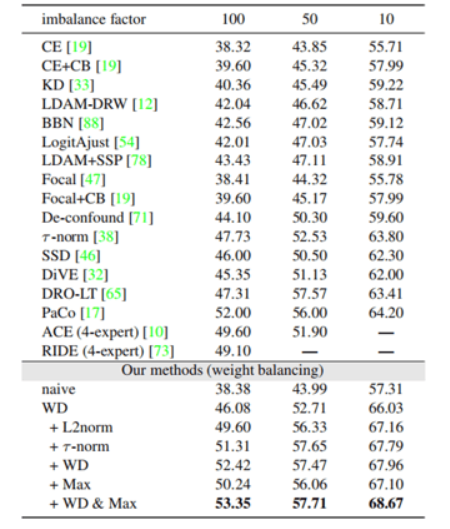 imbalance factor 100 50 10
CE [19] 38.32 43.85 55.71
CE+CB [19] 39.60 45.32 57.99
KD [33] 40.36 45.49 59.22
LDAM-DRW [12] 42.04 46.62 58.71
BBN [88] 42.56 47.02 59.12
LogitAjust [54] 42.01 47.03 57.74
LDAM+SSP [78] 43.43 47.11 58.91
Focal [47] 38.41 44.32 55.78
Focal+CB [19] 39.60 45.17 57.99
De-confound [71] 44.10 50.30 59.60
τ-norm [38] 47.73 52.53 63.80
SSD [46] 46.00 50.50 62.30
DiVE [32] 45.35 51.13 62.00
DRO-LT [65] 47.31 57.57 63.41
PaCo [17] 52.00 56.00 64.20
ACE (4-expert) [10] 49.60 51.90 —
RIDE (4-expert) [73] 49.10 — —
Our methods (weight balancing)
naive 38.38 43.99 57.31
WD 46.08 52.71 66.03
+ L2norm 49.60 56.33 67.16
+ τ-norm 51.31 57.65 67.79
+ WD 52.42 57.47 67.96
+ Max 50.24 56.06 67.10
+ WD & Max 53.35 57.71 68.67